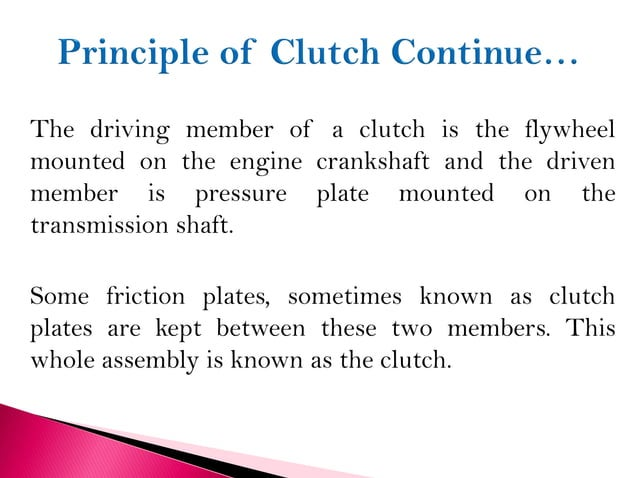 Principle of Clutch Continue...
The driving member of a clutch is the flywheel
mounted on the engine crankshaft and the driven
member is pressure plate mounted on the
transmission shaft.
Some friction plates, sometimes known as clutch
plates are kept between these two members. This
whole assembly is known as the clutch.